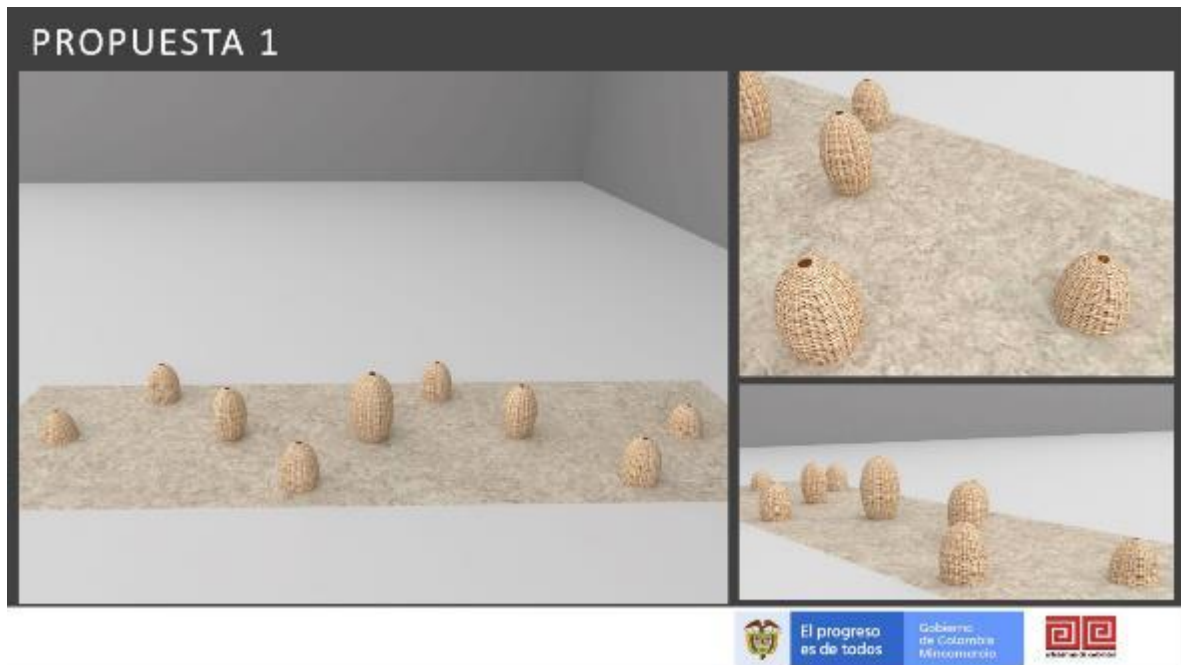 PROPUESTA 1
El progreso
es de todos
Gobierno
de Colombia
Mincomercio